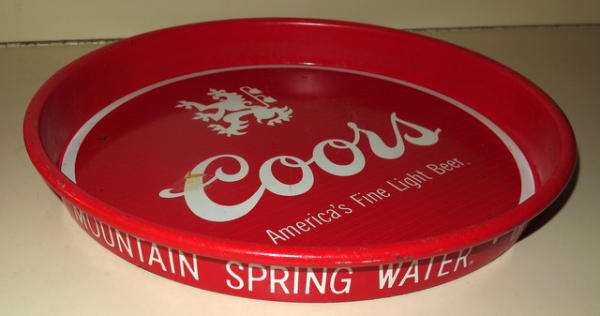 Coors
America's Fine Light Beer.
MOUNTAIN SPRING WATER.